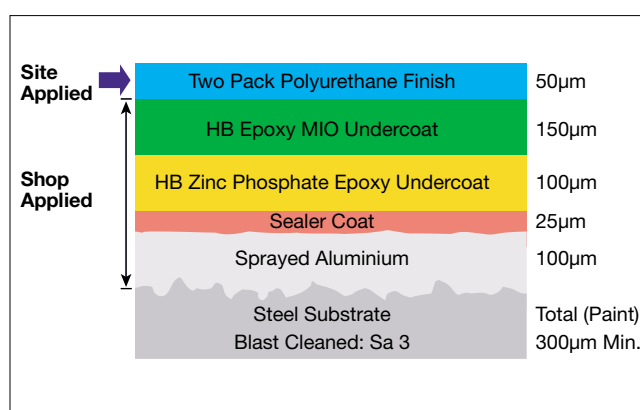 Site
Applied
Two Pack Polyurethane Finish
50µm
HB Epoxy MIO Undercoat
150µm
Shop
Applied
HB Zinc Phosphate Epoxy Undercoat
100µm
Sealer Coat
25µm
Sprayed Aluminium
100µm
Steel Substrate
Total (Paint)
Blast Cleaned: Sa 3
300µm Min.